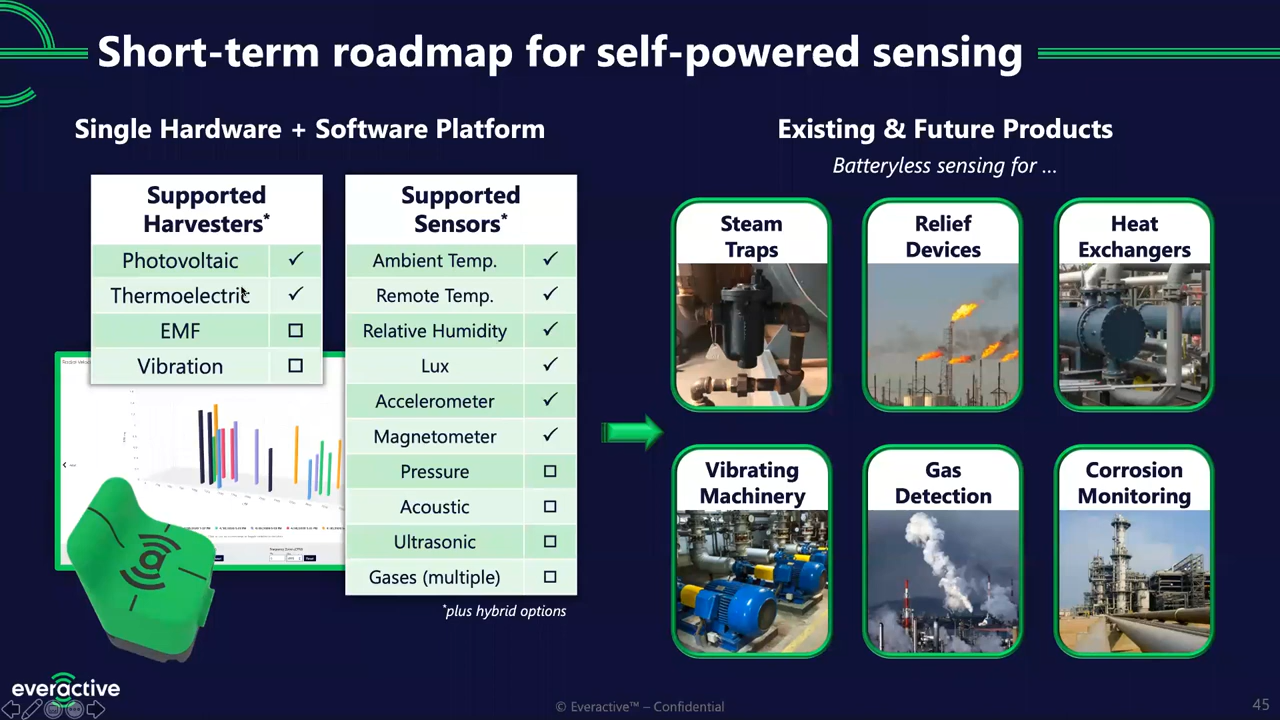 Short-term roadmap for self-powered sensing
Single Hardware + Software Platform
Supported
Harvesters*
Photovoltaic ✓
Thermoelectric ✓
EMF ☐
Vibration ☐
Supported
Sensors*
Ambient Temp. ✓
Remote Temp. ✓
Relative Humidity ✓
Lux ✓
Accelerometer ✓
Magnetometer ✓
Pressure ☐
Acoustic ☐
Ultrasonic ☐
Gases (multiple) ☐
*plus hybrid options
Existing & Future Products
Batteryless sensing for ...
Steam
Traps
Relief
Devices
Heat
Exchangers
Vibrating
Machinery
Gas
Detection
Corrosion
Monitoring
everactive
© Everactive™ – Confidential
45